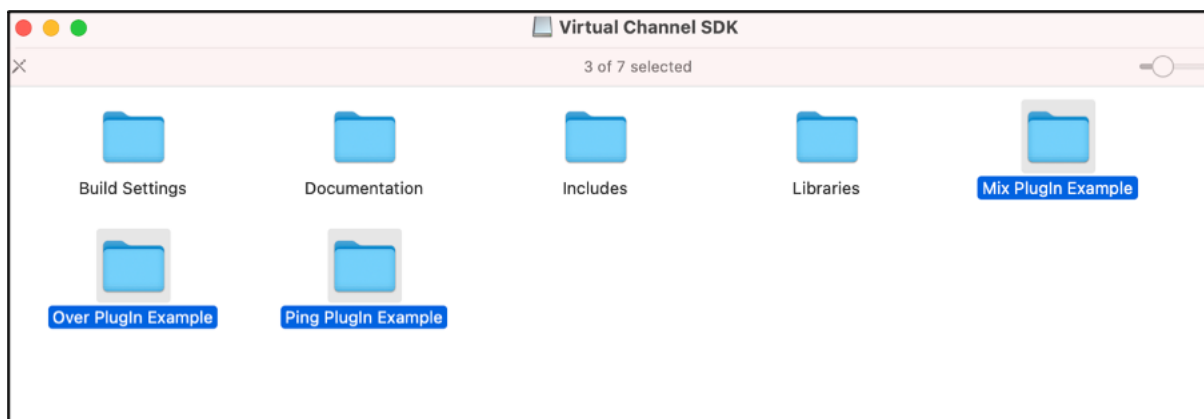 Virtual Channel SDK
3 of 7 selected
Build Settings
Documentation
Includes
Libraries
Mix PlugIn Example
Over PlugIn Example
Ping PlugIn Example